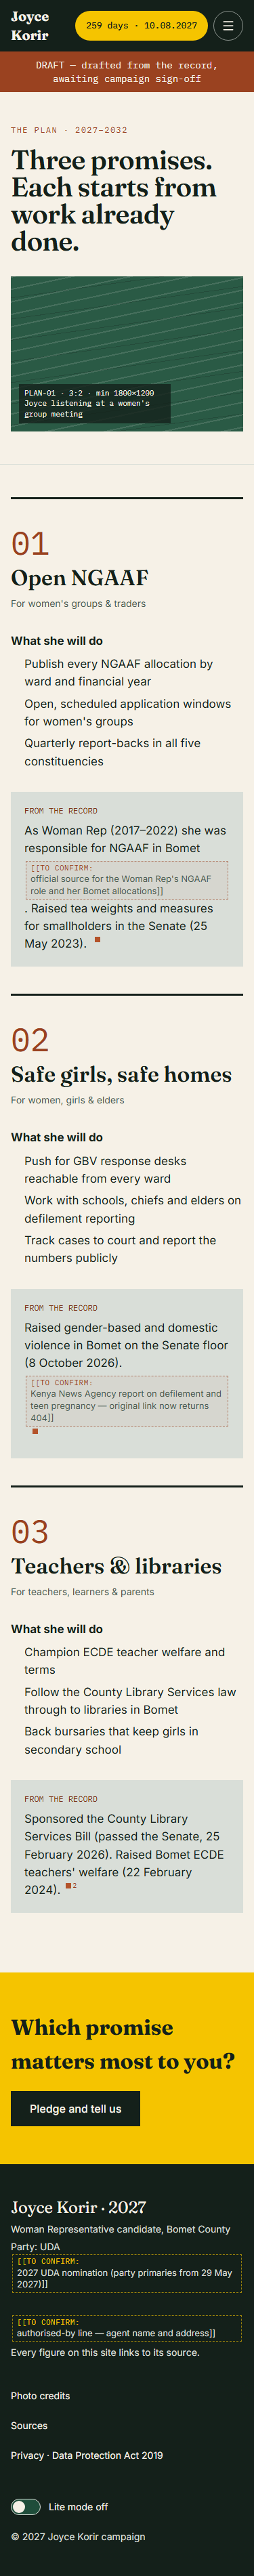 Joyce
Korir
259 days · 10.08.2027
DRAFT — drafted from the record,
awaiting campaign sign-off
THE PLAN · 2027–2032
Three promises.
Each starts from
work already
done.
PLAN-01 · 3:2 · min 1800×1200
Joyce listening at a women's
group meeting
01
Open NGAAF
For women's groups & traders
What she will do
Publish every NGAAF allocation by
ward and financial year
Open, scheduled application windows
for women's groups
Quarterly report-backs in all five
constituencies
FROM THE RECORD
As Woman Rep (2017–2022) she was
responsible for NGAAF in Bomet
[[TO CONFIRM:
official source for the Woman Rep's NGAAF
role and her Bomet allocations]]
. Raised tea weights and measures
for smallholders in the Senate (25
May 2023).
02
Safe girls, safe homes
For women, girls & elders
What she will do
Push for GBV response desks
reachable from every ward
Work with schools, chiefs and elders on
defilement reporting
Track cases to court and report the
numbers publicly
FROM THE RECORD
Raised gender-based and domestic
violence in Bomet on the Senate floor
(8 October 2026).
[[TO CONFIRM:
Kenya News Agency report on defilement and
teen pregnancy — original link now returns
404]]
03
Teachers & libraries
For teachers, learners & parents
What she will do
Champion ECDE teacher welfare and
terms
Follow the County Library Services law
through to libraries in Bomet
Back bursaries that keep girls in
secondary school
FROM THE RECORD
Sponsored the County Library
Services Bill (passed the Senate, 25
February 2026). Raised Bomet ECDE
teachers' welfare (22 February
2024). 2
Which promise
matters most to you?
Pledge and tell us
Joyce Korir · 2027
Woman Representative candidate, Bomet County
Party: UDA
[[TO CONFIRM:
2027 UDA nomination (party primaries from 29 May
2027)]]
[[TO CONFIRM:
authorised-by line — agent name and address]]
Every figure on this site links to its source.
Photo credits
Sources
Privacy · Data Protection Act 2019
Lite mode off
© 2027 Joyce Korir campaign